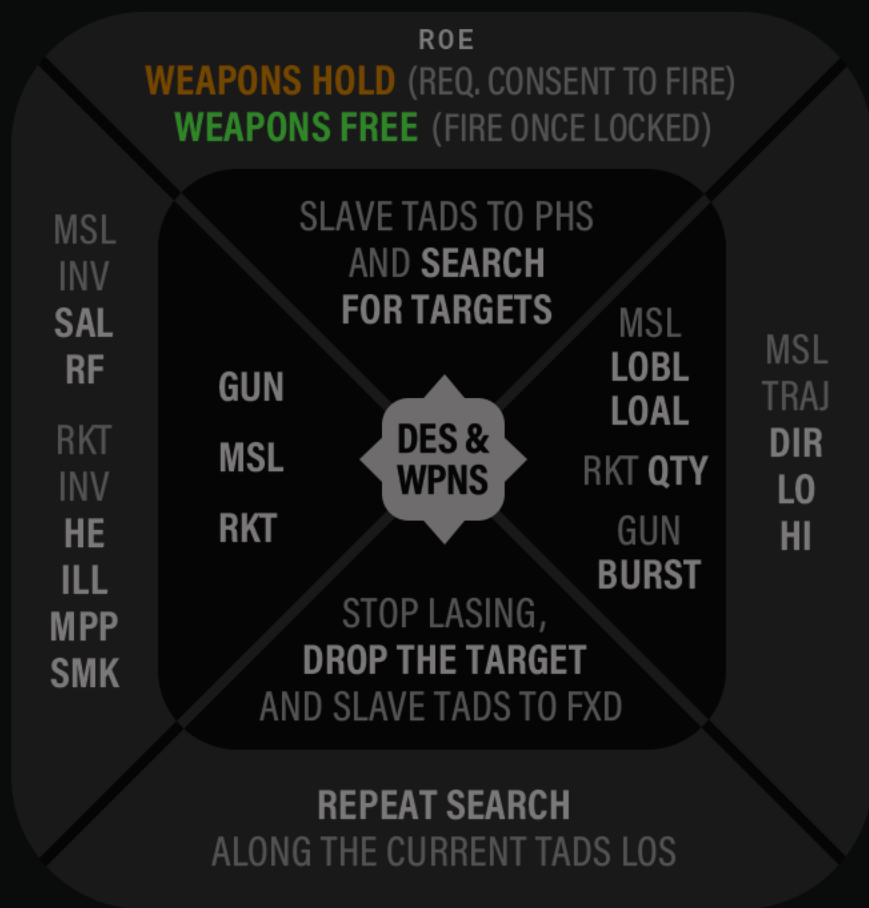 ROE
WEAPONS HOLD (REQ. CONSENT TO FIRE)
WEAPONS FREE (FIRE ONCE LOCKED)
SLAVE TADS TO PHS
AND SEARCH
FOR TARGETS
MSL
INV
SAL
RF
RKT
INV
HE
ILL
MPP
SMK
GUN
MSL
RKT
DES &
WPNS
MSL
LOBL
LOAL
RKT QTY
GUN
BURST
MSL
TRAJ
DIR
LO
HI
STOP LASING,
DROP THE TARGET
AND SLAVE TADS TO FXD
REPEAT SEARCH
ALONG THE CURRENT TADS LOS